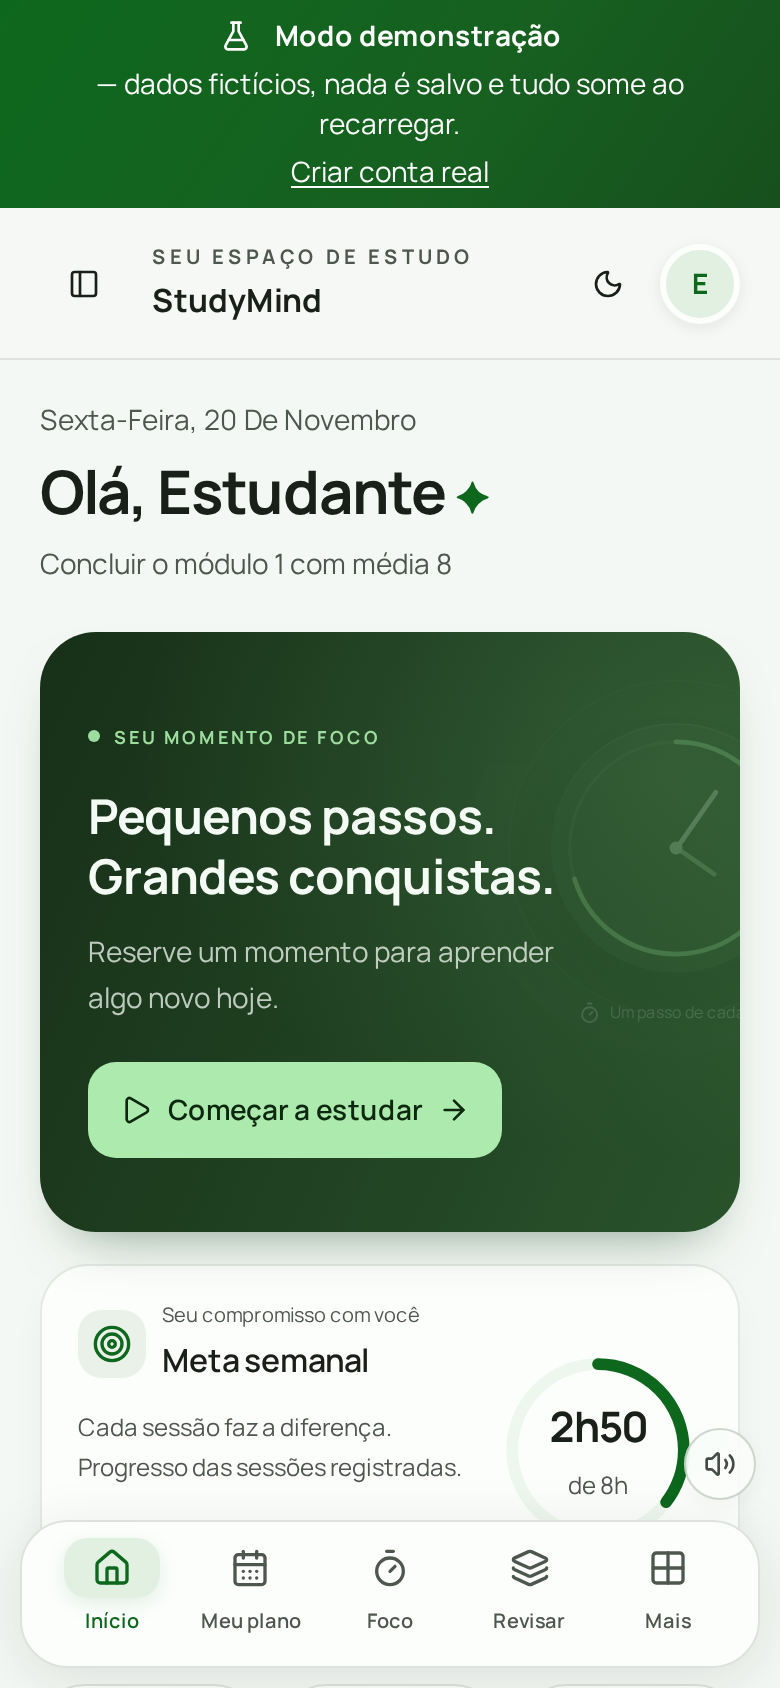 Modo demonstração
— dados fictícios, nada é salvo e tudo some ao
recarregar.
Criar conta real
SEU ESPAÇO DE ESTUDO
StudyMind
E
Sexta-Feira, 20 De Novembro
Olá, Estudante
Concluir o módulo 1 com média 8
SEU MOMENTO DE FOCO
Pequenos passos.
Grandes conquistas.
Reserve um momento para aprender
algo novo hoje.
Um passo de cada
Começar a estudar
Seu compromisso com você
Meta semanal
Cada sessão faz a diferença.
Progresso das sessões registradas.
2h50
de 8h
Início
Meu plano
Foco
Revisar
Mais